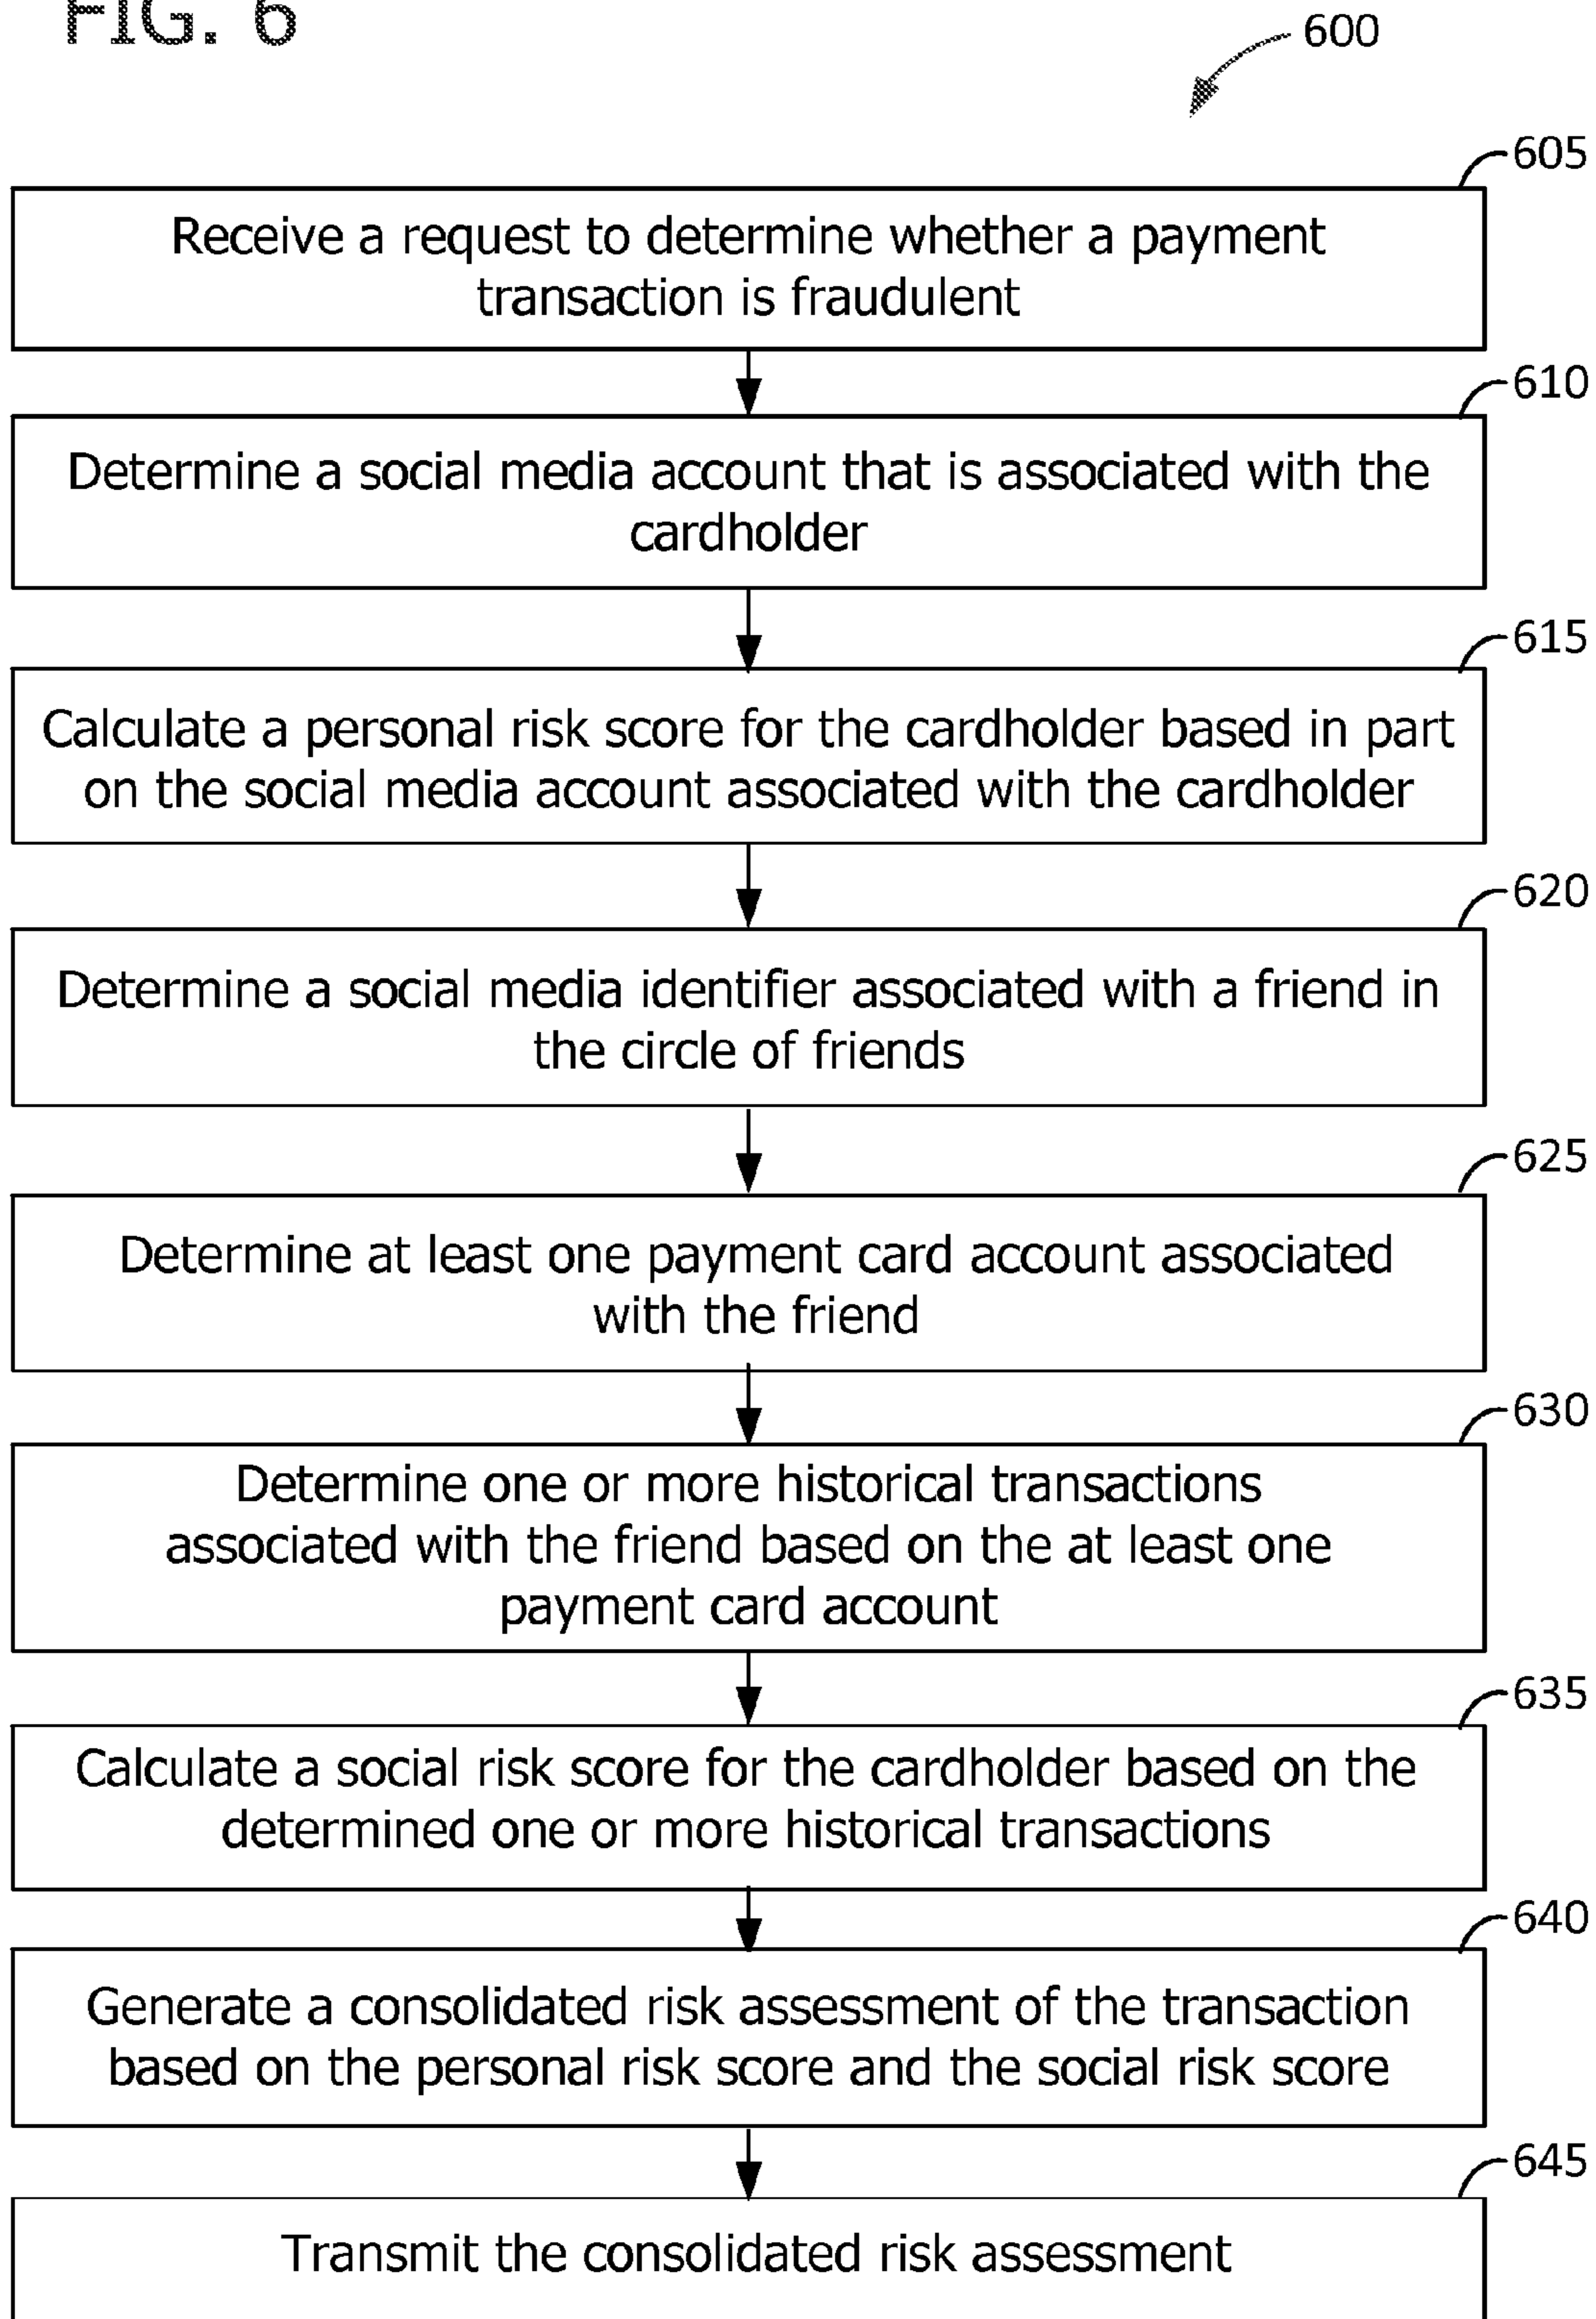 FIG. 6
600
605
Receive a request to determine whether a payment
transaction is fraudulent
610
Determine a social media account that is associated with the
cardholder
615
Calculate a personal risk score for the cardholder based in part
on the social media account associated with the cardholder
620
Determine a social media identifier associated with a friend in
the circle of friends
625
Determine at least one payment card account associated
with the friend
630
Determine one or more historical transactions
associated with the friend based on the at least one
payment card account
635
Calculate a social risk score for the cardholder based on the
determined one or more historical transactions
640
Generate a consolidated risk assessment of the transaction
based on the personal risk score and the social risk score
645
Transmit the consolidated risk assessment